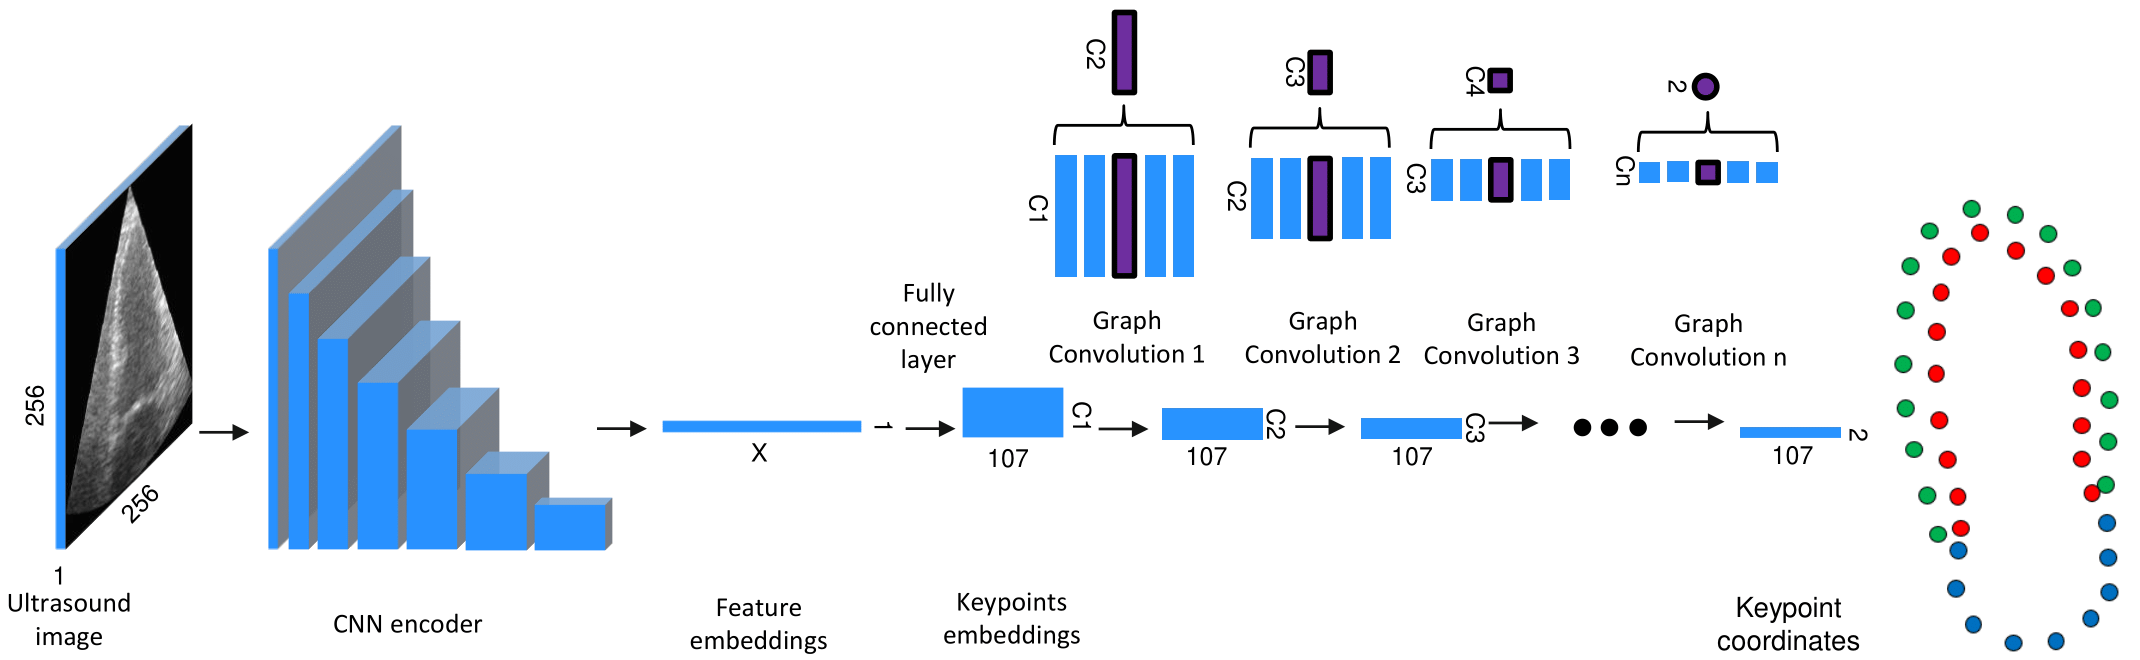 C2
C3
C4
2
C1
C2
C3
Cn
Fully
connected
layer
Graph
Convolution 1
Graph
Convolution 2
Graph
Convolution 3
Graph
Convolution n
256
256
1
X
1
107
C1
107
C2
107
C3
107
2
Ultrasound
image
CNN encoder
Feature
embeddings
Keypoints
embeddings
Keypoint
coordinates